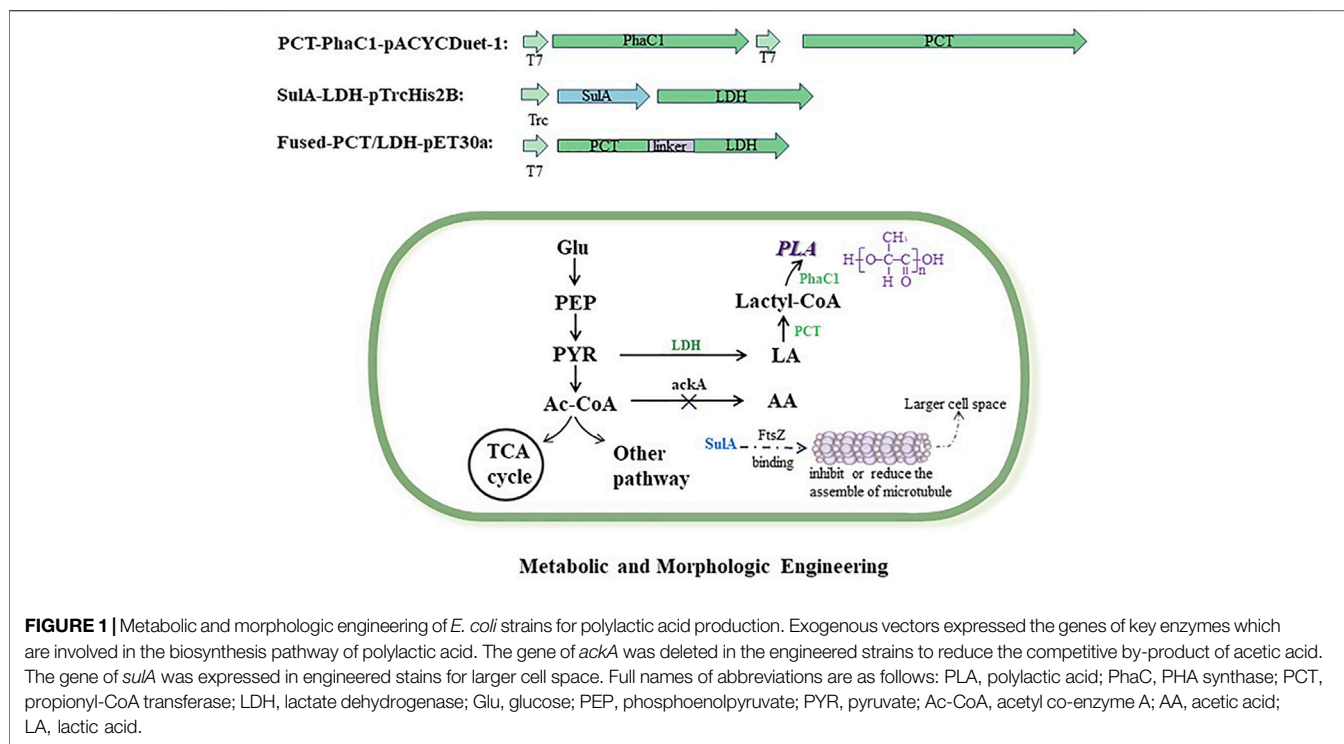 PCT-PhaC1-pACYCDuet-1:
PhaC1
PCT
T7
T7
SulA-LDH-pTrcHis2B:
SulA
LDH
Trc
Fused-PCT/LDH-pET30a:
PCT
linker
LDH
T7
Glu
PEP
PYR
Ac-CoA
TCA
cycle
Other
pathway
LDH
ackA
PLA
PhaC1
Lactyl-CoA
PCT
LA
AA
CH3
H-[O-C-C-]nOH
H O
Larger cell space
SulA
FtsZ
binding
inhibit or reduce the
assemble of microtubule
Metabolic and Morphologic Engineering
FIGURE 1 | Metabolic and morphologic engineering of E. coli strains for polylactic acid production. Exogenous vectors expressed the genes of key enzymes which
are involved in the biosynthesis pathway of polylactic acid. The gene of ackA was deleted in the engineered strains to reduce the competitive by-product of acetic acid.
The gene of sulA was expressed in engineered stains for larger cell space. Full names of abbreviations are as follows: PLA, polylactic acid; PhaC, PHA synthase; PCT,
propionyl-CoA transferase; LDH, lactate dehydrogenase; Glu, glucose; PEP, phosphoenolpyruvate; PYR, pyruvate; Ac-CoA, acetyl co-enzyme A; AA, acetic acid;
LA, lactic acid.